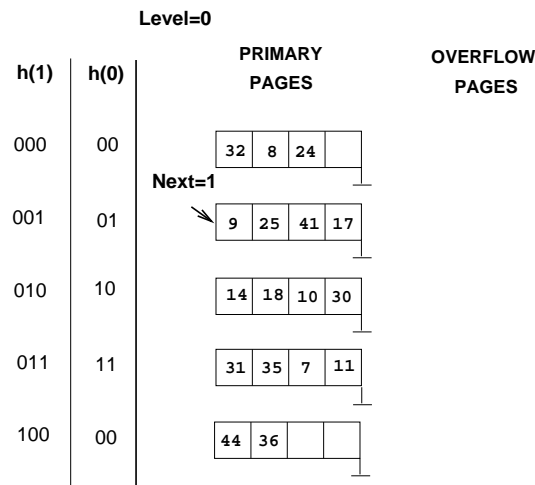 Level=0
h(1) h(0) PRIMARY PAGES OVERFLOW PAGES
000 00 32 8 24
Next=1
001 01 9 25 41 17
010 10 14 18 10 30
011 11 31 35 7 11
100 00 44 36